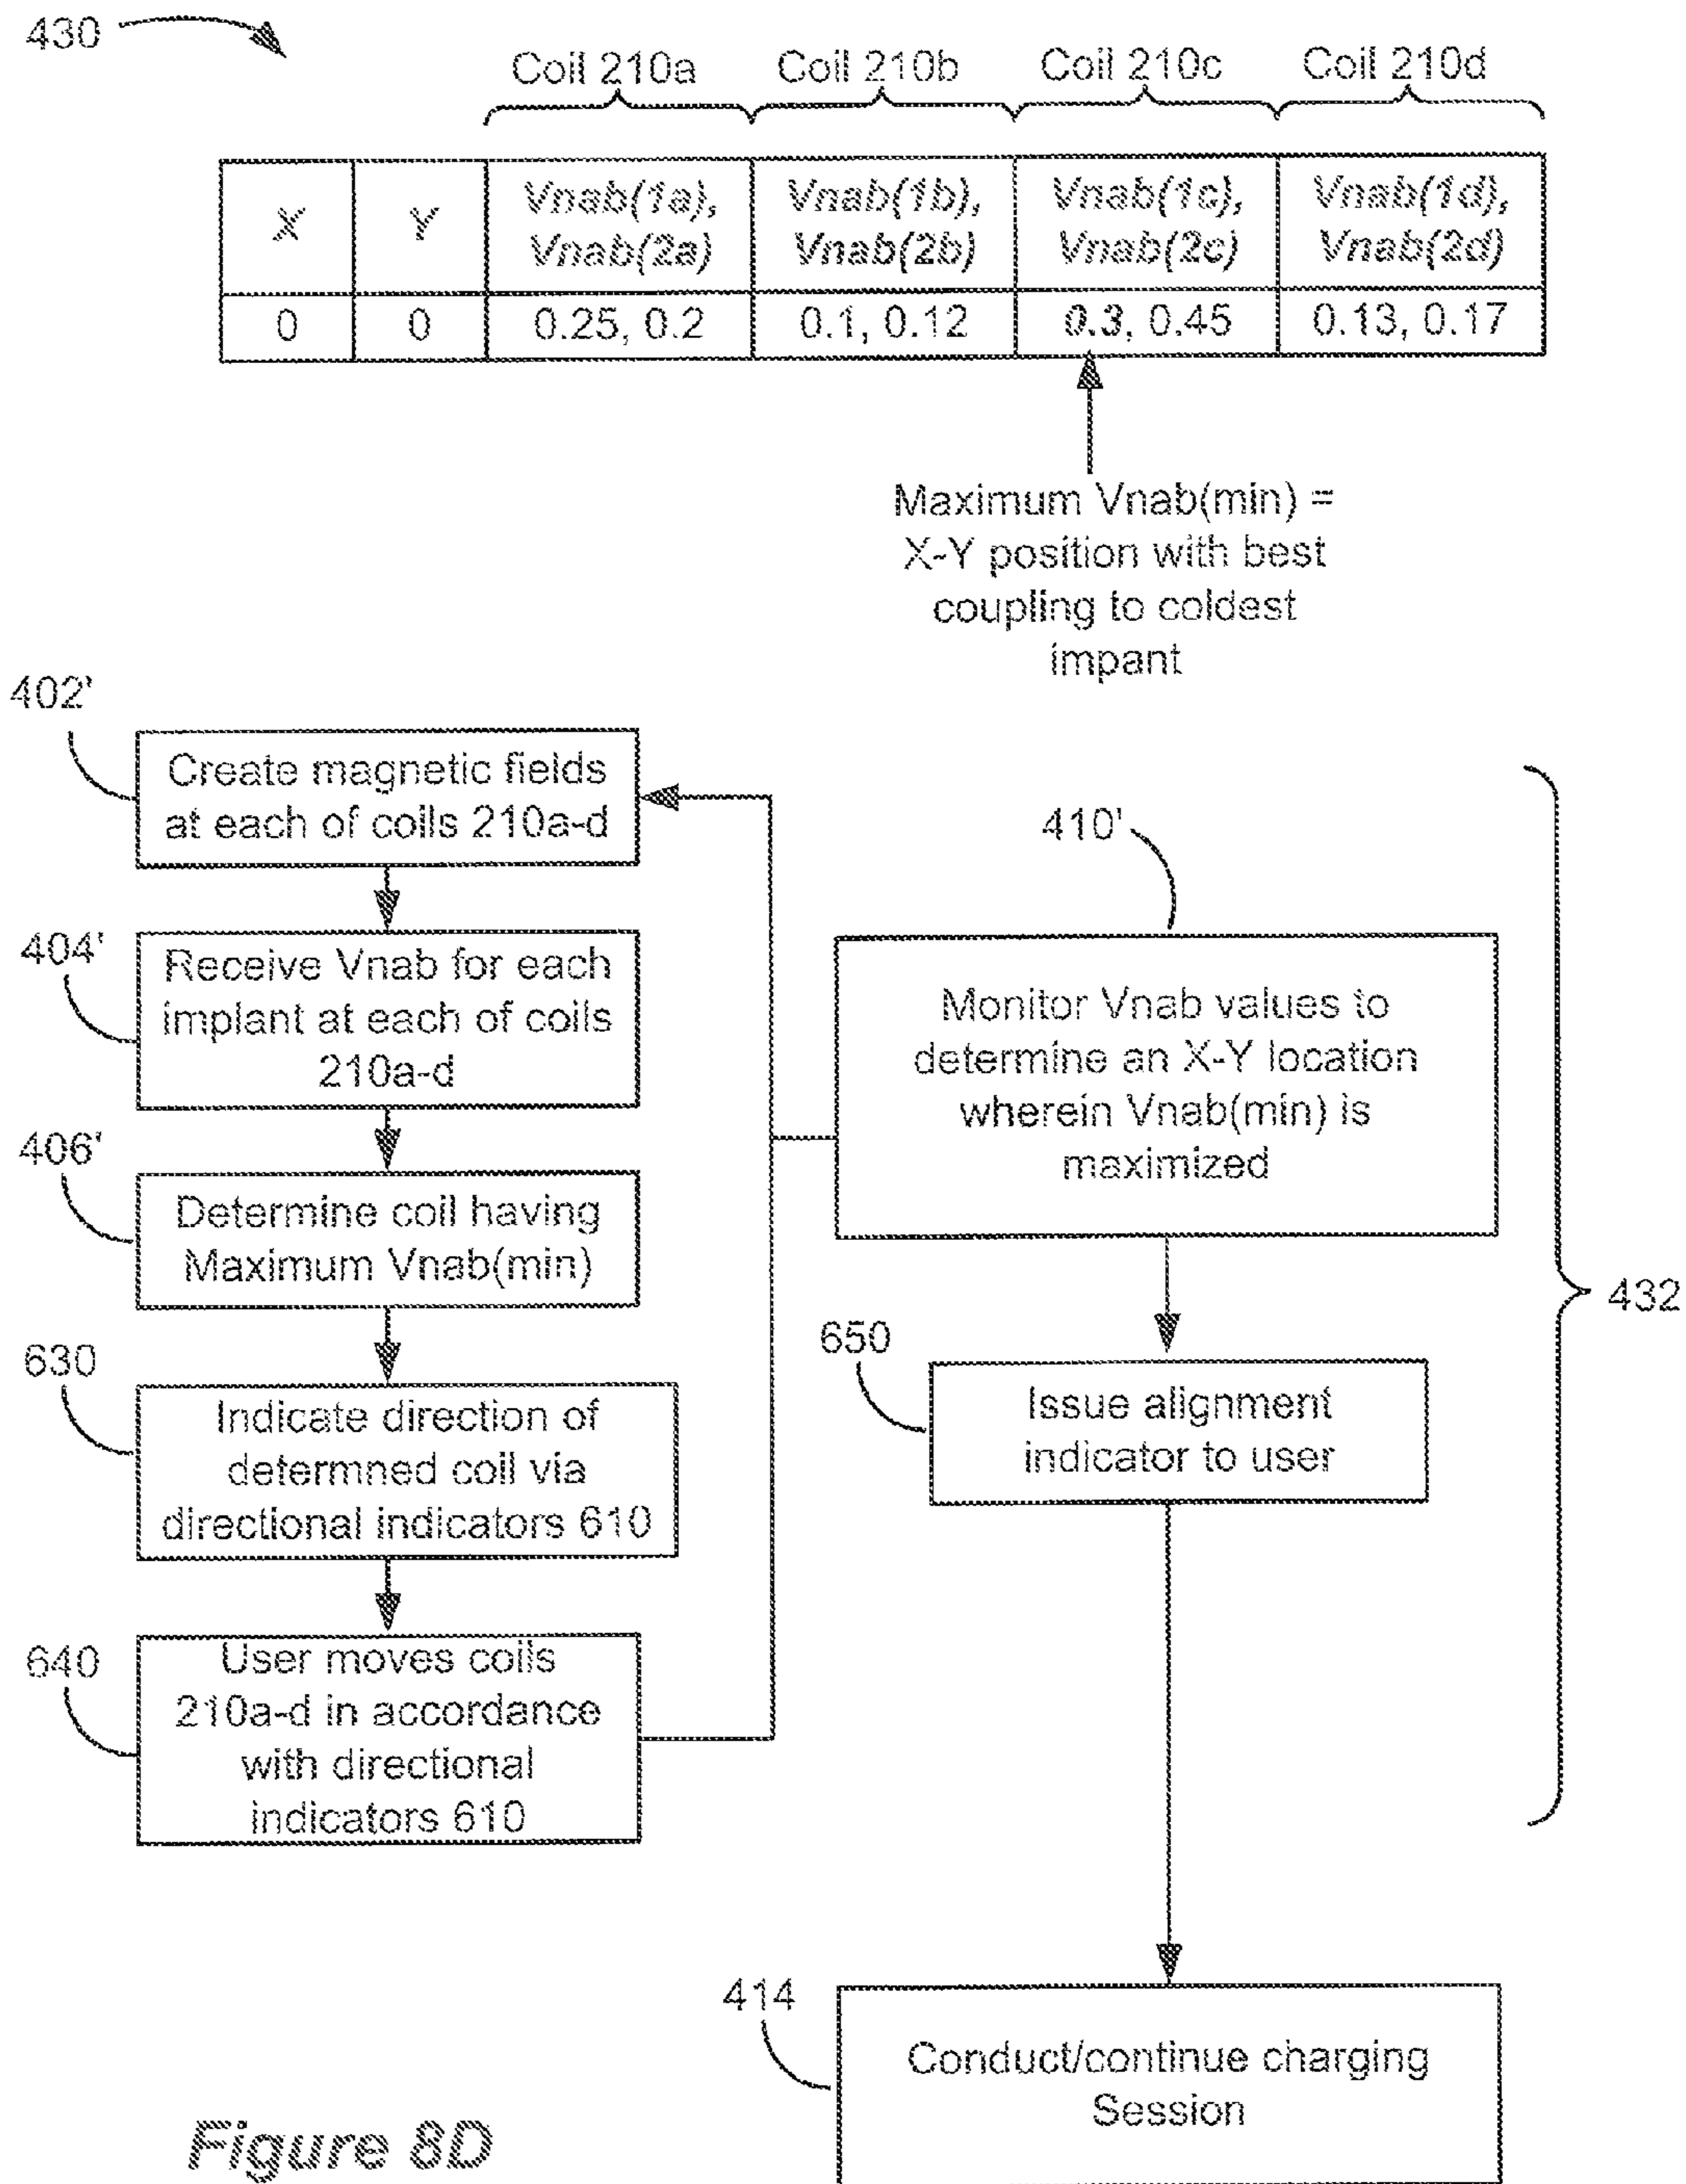 430
Coil 210a Coil 210b Coil 210c Coil 210d
X Y Vnab(1a), Vnab(1b), Vnab(1c), Vnab(1d),
Vnab(2a) Vnab(2b) Vnab(2c) Vnab(2d)
0 0 0.25, 0.2 0.1, 0.12 0.3, 0.45 0.13, 0.17
Maximum Vnab(min) =
X-Y position with best
coupling to coldest
impant
402'
Create magnetic fields
at each of coils 210a-d
404'
Receive Vnab for each
implant at each of coils
210a-d
406'
Determine coil having
Maximum Vnab(min)
630
Indicate direction of
determned coil via
directional indicators 610
640
User moves coils
210a-d in accordance
with directional
indicators 610
410'
Monitor Vnab values to
determine an X-Y location
wherein Vnab(min) is
maximized
432
650
Issue alignment
indicator to user
414
Conduct/continue charging
Session
Figure 8D